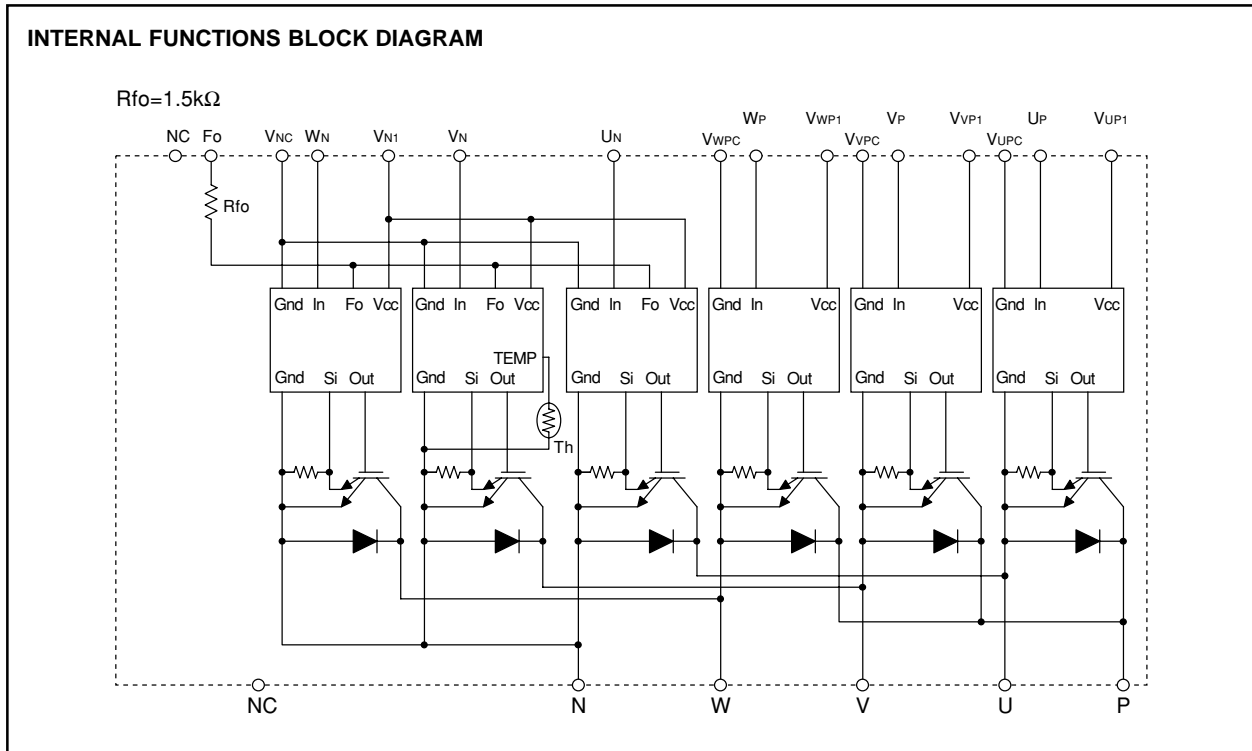 INTERNAL FUNCTIONS BLOCK DIAGRAM
Rfo=1.5kΩ
NC Fo VNC WN VN1 VN UN VWPC WP VWP1 VVPC VP VVP1 VUPC UP VUP1
Rfo
Gnd In Fo Vcc Gnd In Fo Vcc Gnd In Fo Vcc Gnd In Vcc Gnd In Vcc Gnd In Vcc
TEMP
Gnd Si Out Gnd Si Out Gnd Si Out Gnd Si Out Gnd Si Out Gnd Si Out
Th
NC N W V U P